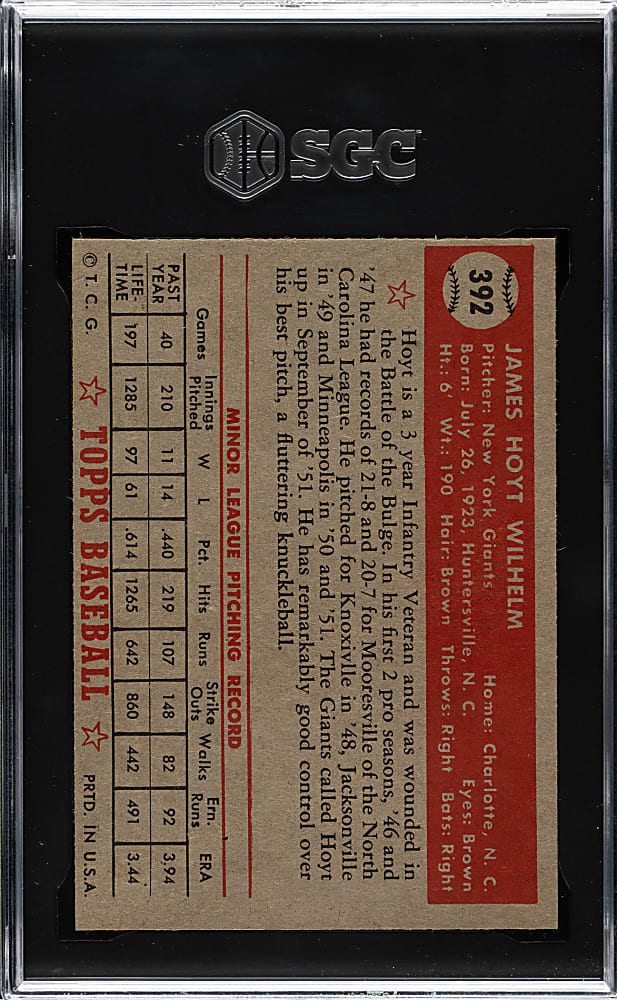 SGC
392
JAMES HOYT WILHELM
Pitcher: New York Giants Home: Charlotte, N. C.
Born: July 26, 1923, Huntersville, N. C. Eyes: Brown
Ht.: 6' Wt.: 190 Hair: Brown Throws: Right Bats: Right
Hoyt is a 3 year Infantry Veteran and was wounded in
the Battle of the Bulge. In his first 2 pro seasons, '46 and
'47 he had records of 21-8 and 20-7 for Mooresville of the North
Carolina League. He pitched for Knoxivlle in '48, Jacksonville
in '49 and Minneapolis in '50 and '51. The Giants called Hoyt
up in September of '51. He has remarkably good control over
his best pitch, a fluttering knuckleball.
MINOR LEAGUE PITCHING RECORD
Games Innings Pitched W L Pct. Hits Runs Strike Outs Walks Ern. Runs ERA
PAST YEAR 40 210 11 14 .440 219 107 148 82 92 3.94
LIFE- TIME 197 1285 97 61 .614 1265 642 860 442 491 3.44
© T. C. G. ☆ TOPPS BASEBALL ☆ PRTD. IN U.S.A.